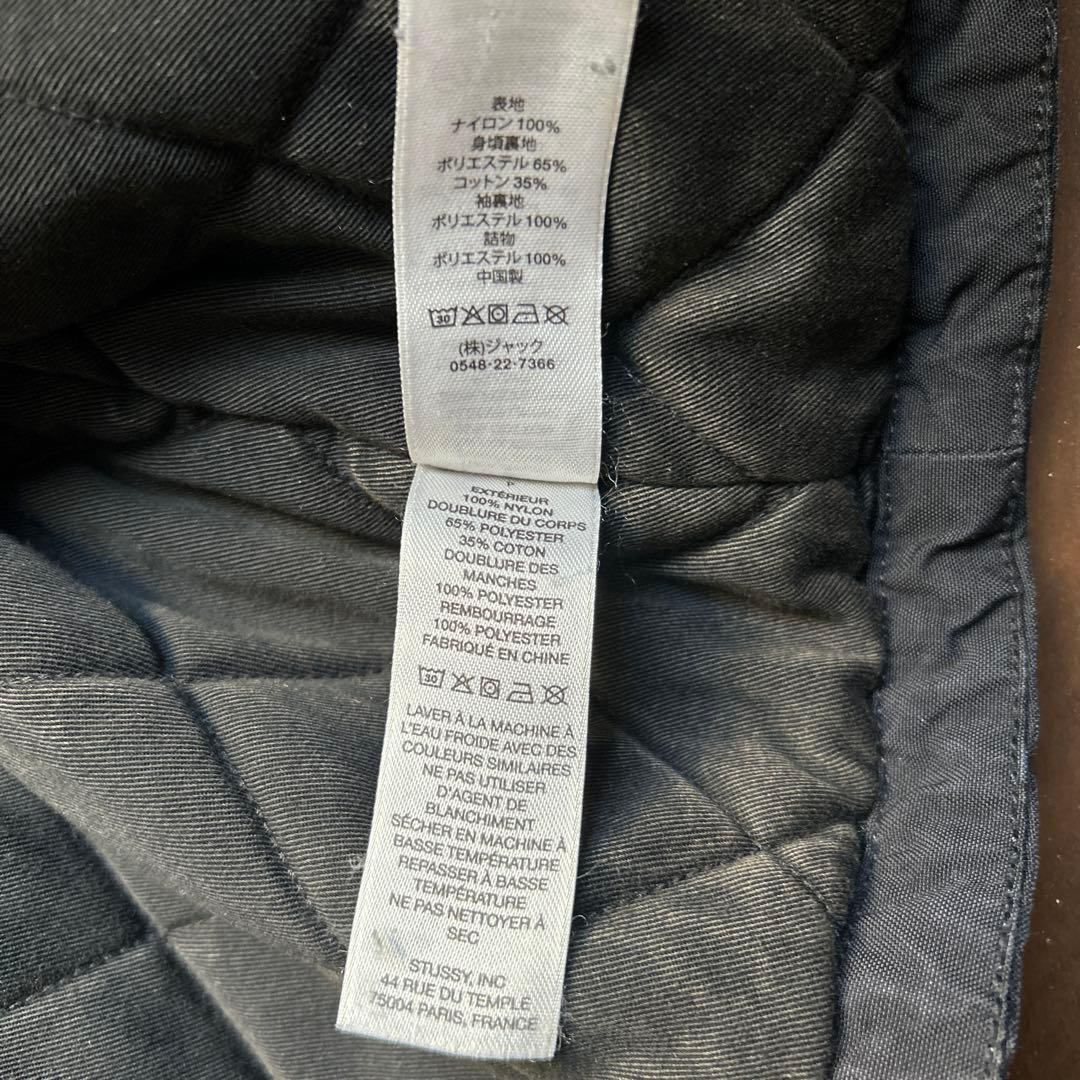 表地
ナイロン100%
身頃裏地
ポリエステル 65%
コットン 35%
袖裏地
ポリエステル 100%
詰物
ポリエステル 100%
中国製
30
(株)ジャック
0548-22-7366
EXTÉRIEUR
100% NYLON
DOUBLURE DU CORPS
65% POLYESTER
35% COTON
DOUBLURE DES
MANCHES
100% POLYESTER
REMBOURRAGE
100% POLYESTER
FABRIQUÉ EN CHINE
30
LAVER À LA MACHINE À
L'EAU FROIDE AVEC DES
COULEURS SIMILAIRES
NE PAS UTILISER
D'AGENT DE
BLANCHIMENT
SÉCHER EN MACHINE À
BASSE TEMPÉRATURE
REPASSER À BASSE
TEMPÉRATURE
NE PAS NETTOYER À
SEC
STUSSY, INC
44 RUE DU TEMPLE
75004 PARIS, FRANCE